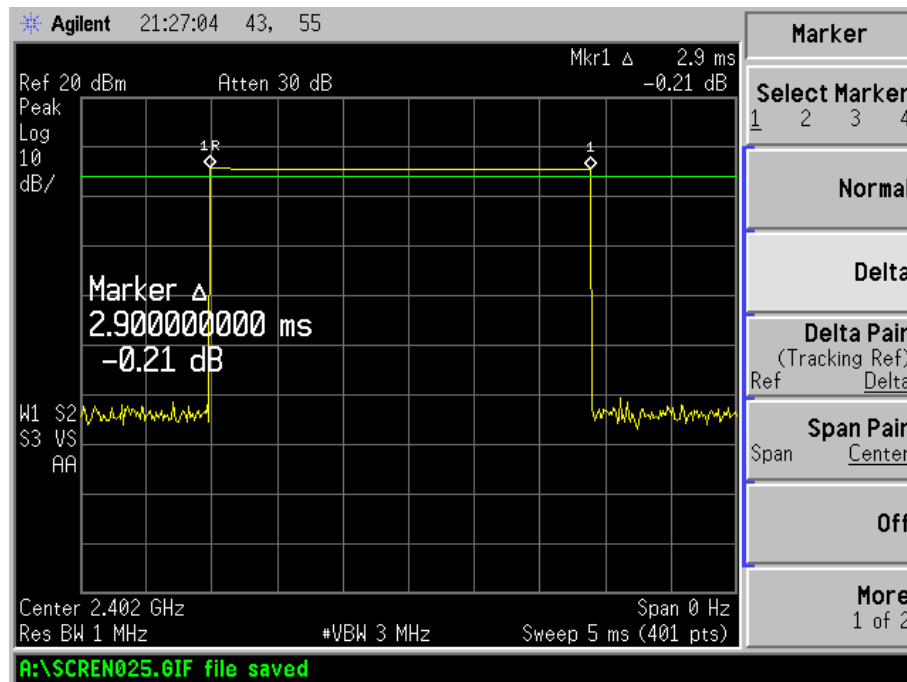 Agilent 21:27:04 43, 55
Mkr1 Δ 2.9 ms
Ref 20 dBm Atten 30 dB -0.21 dB
Peak
Log
10
dB/
1R
1
Marker Δ
2.900000000 ms
-0.21 dB
W1 S2
S3 VS
AA
Center 2.402 GHz Span 0 Hz
Res BW 1 MHz #VBW 3 MHz Sweep 5 ms (401 pts)
A:\SCREN025.GIF file saved
Marker
Select Marker
1 2 3 4
Normal
Delta
Delta Pair
(Tracking Ref)
Ref Delta
Span Pair
Span Center
Off
More
1 of 2